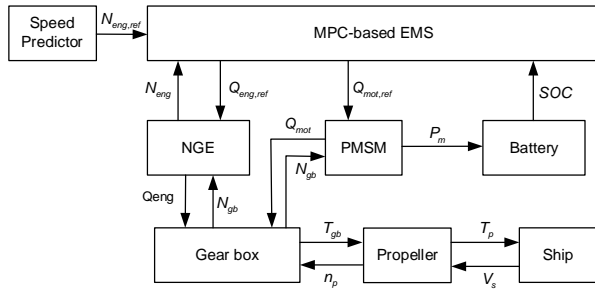 Speed
Predictor
N_eng,ref
MPC-based EMS
N_eng
Q_eng,ref
Q_mot,ref
SOC
NGE
Q_mot
N_gb
PMSM
P_m
Battery
Qeng
N_gb
Gear box
T_gb
n_p
Propeller
T_p
V_s
Ship